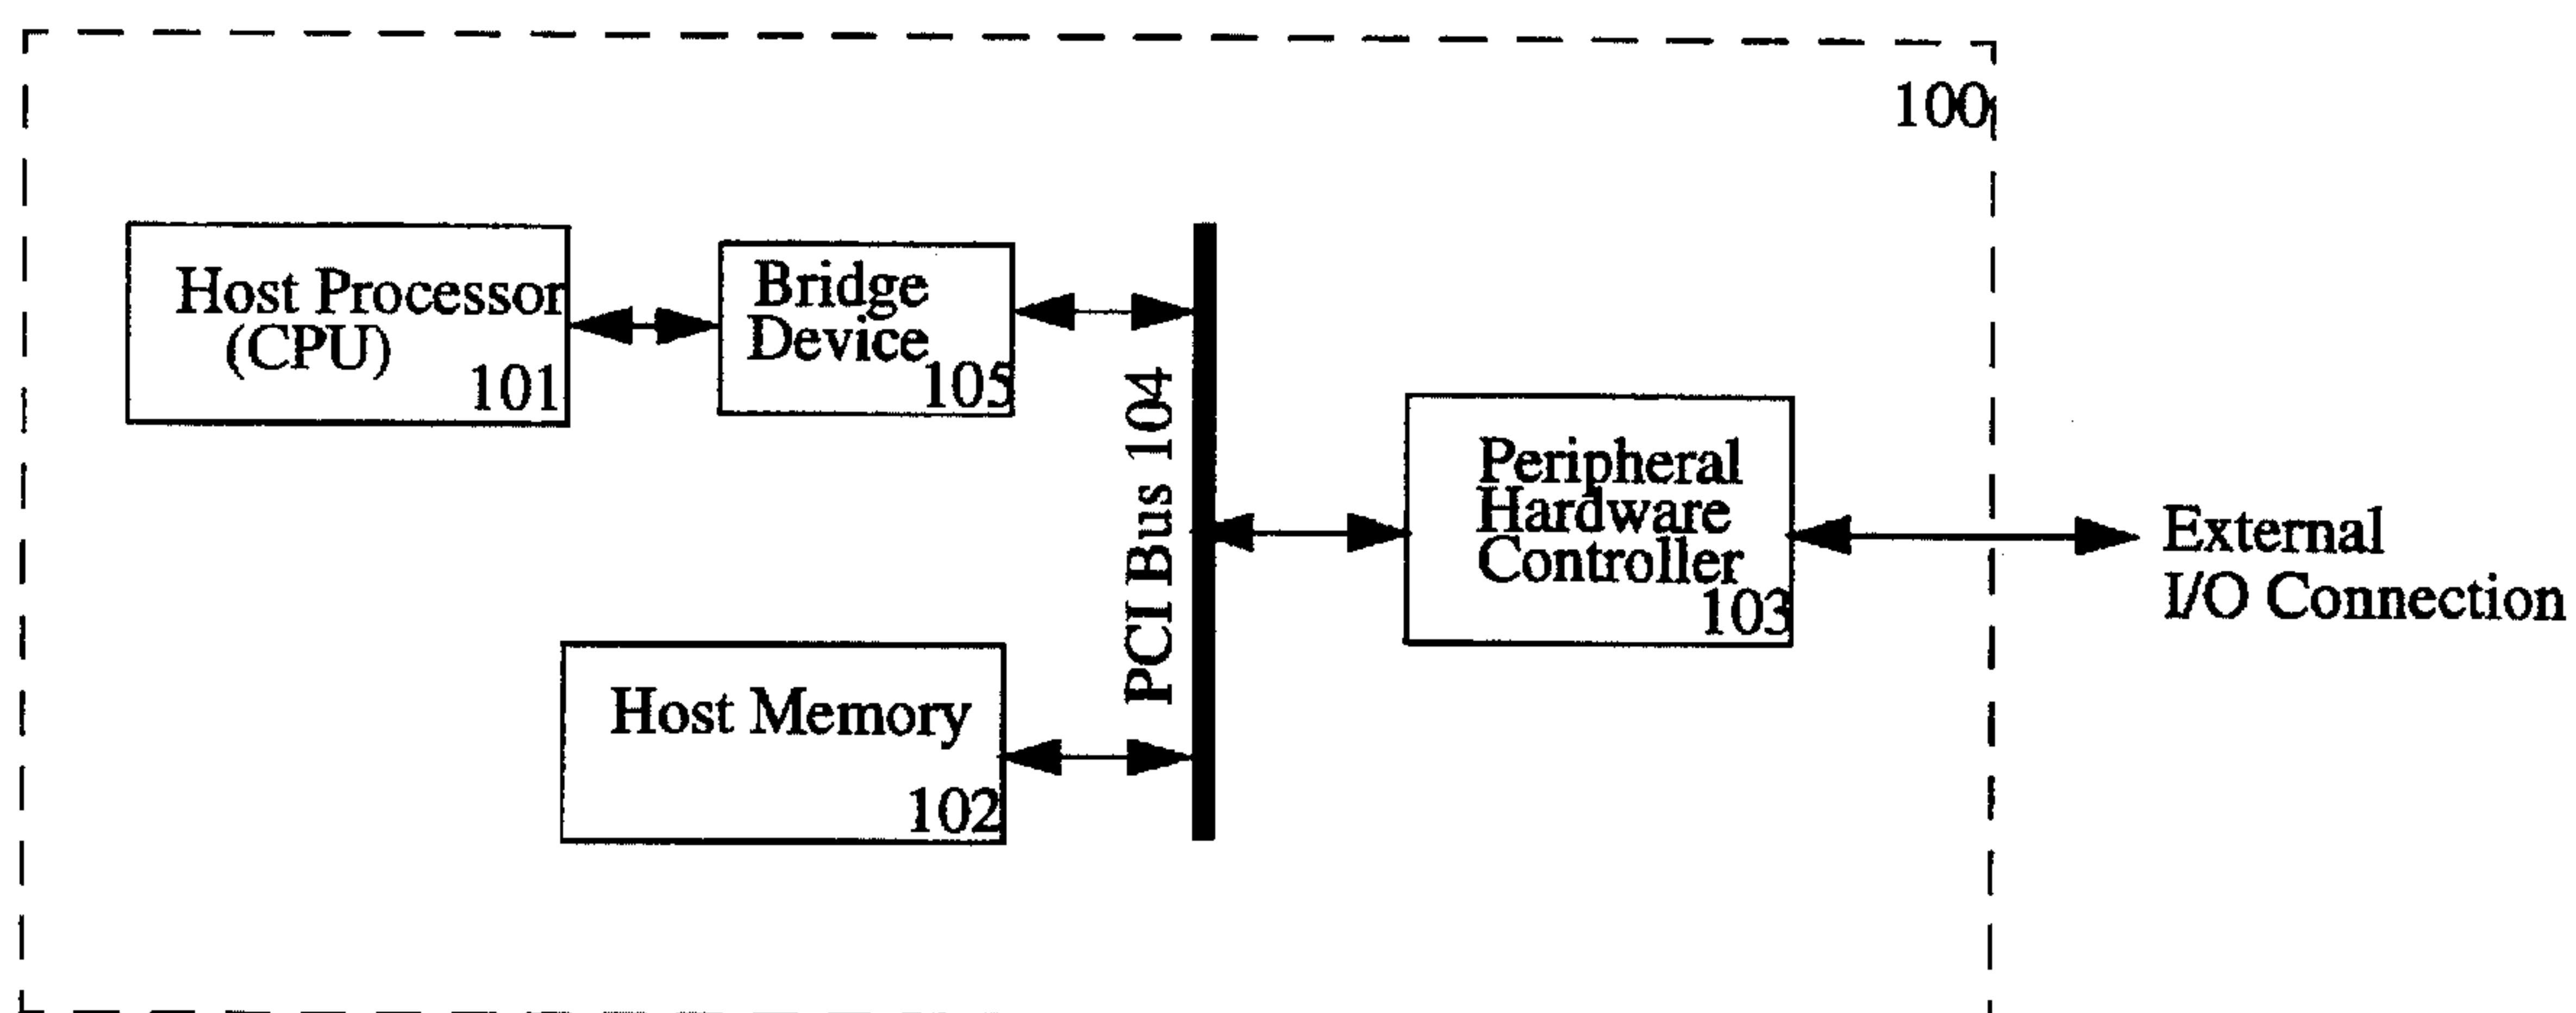 100
Host Processor
(CPU)
101
Bridge
Device
105
PCI Bus 104
Peripheral
Hardware
Controller
103
External
I/O Connection
Host Memory
102